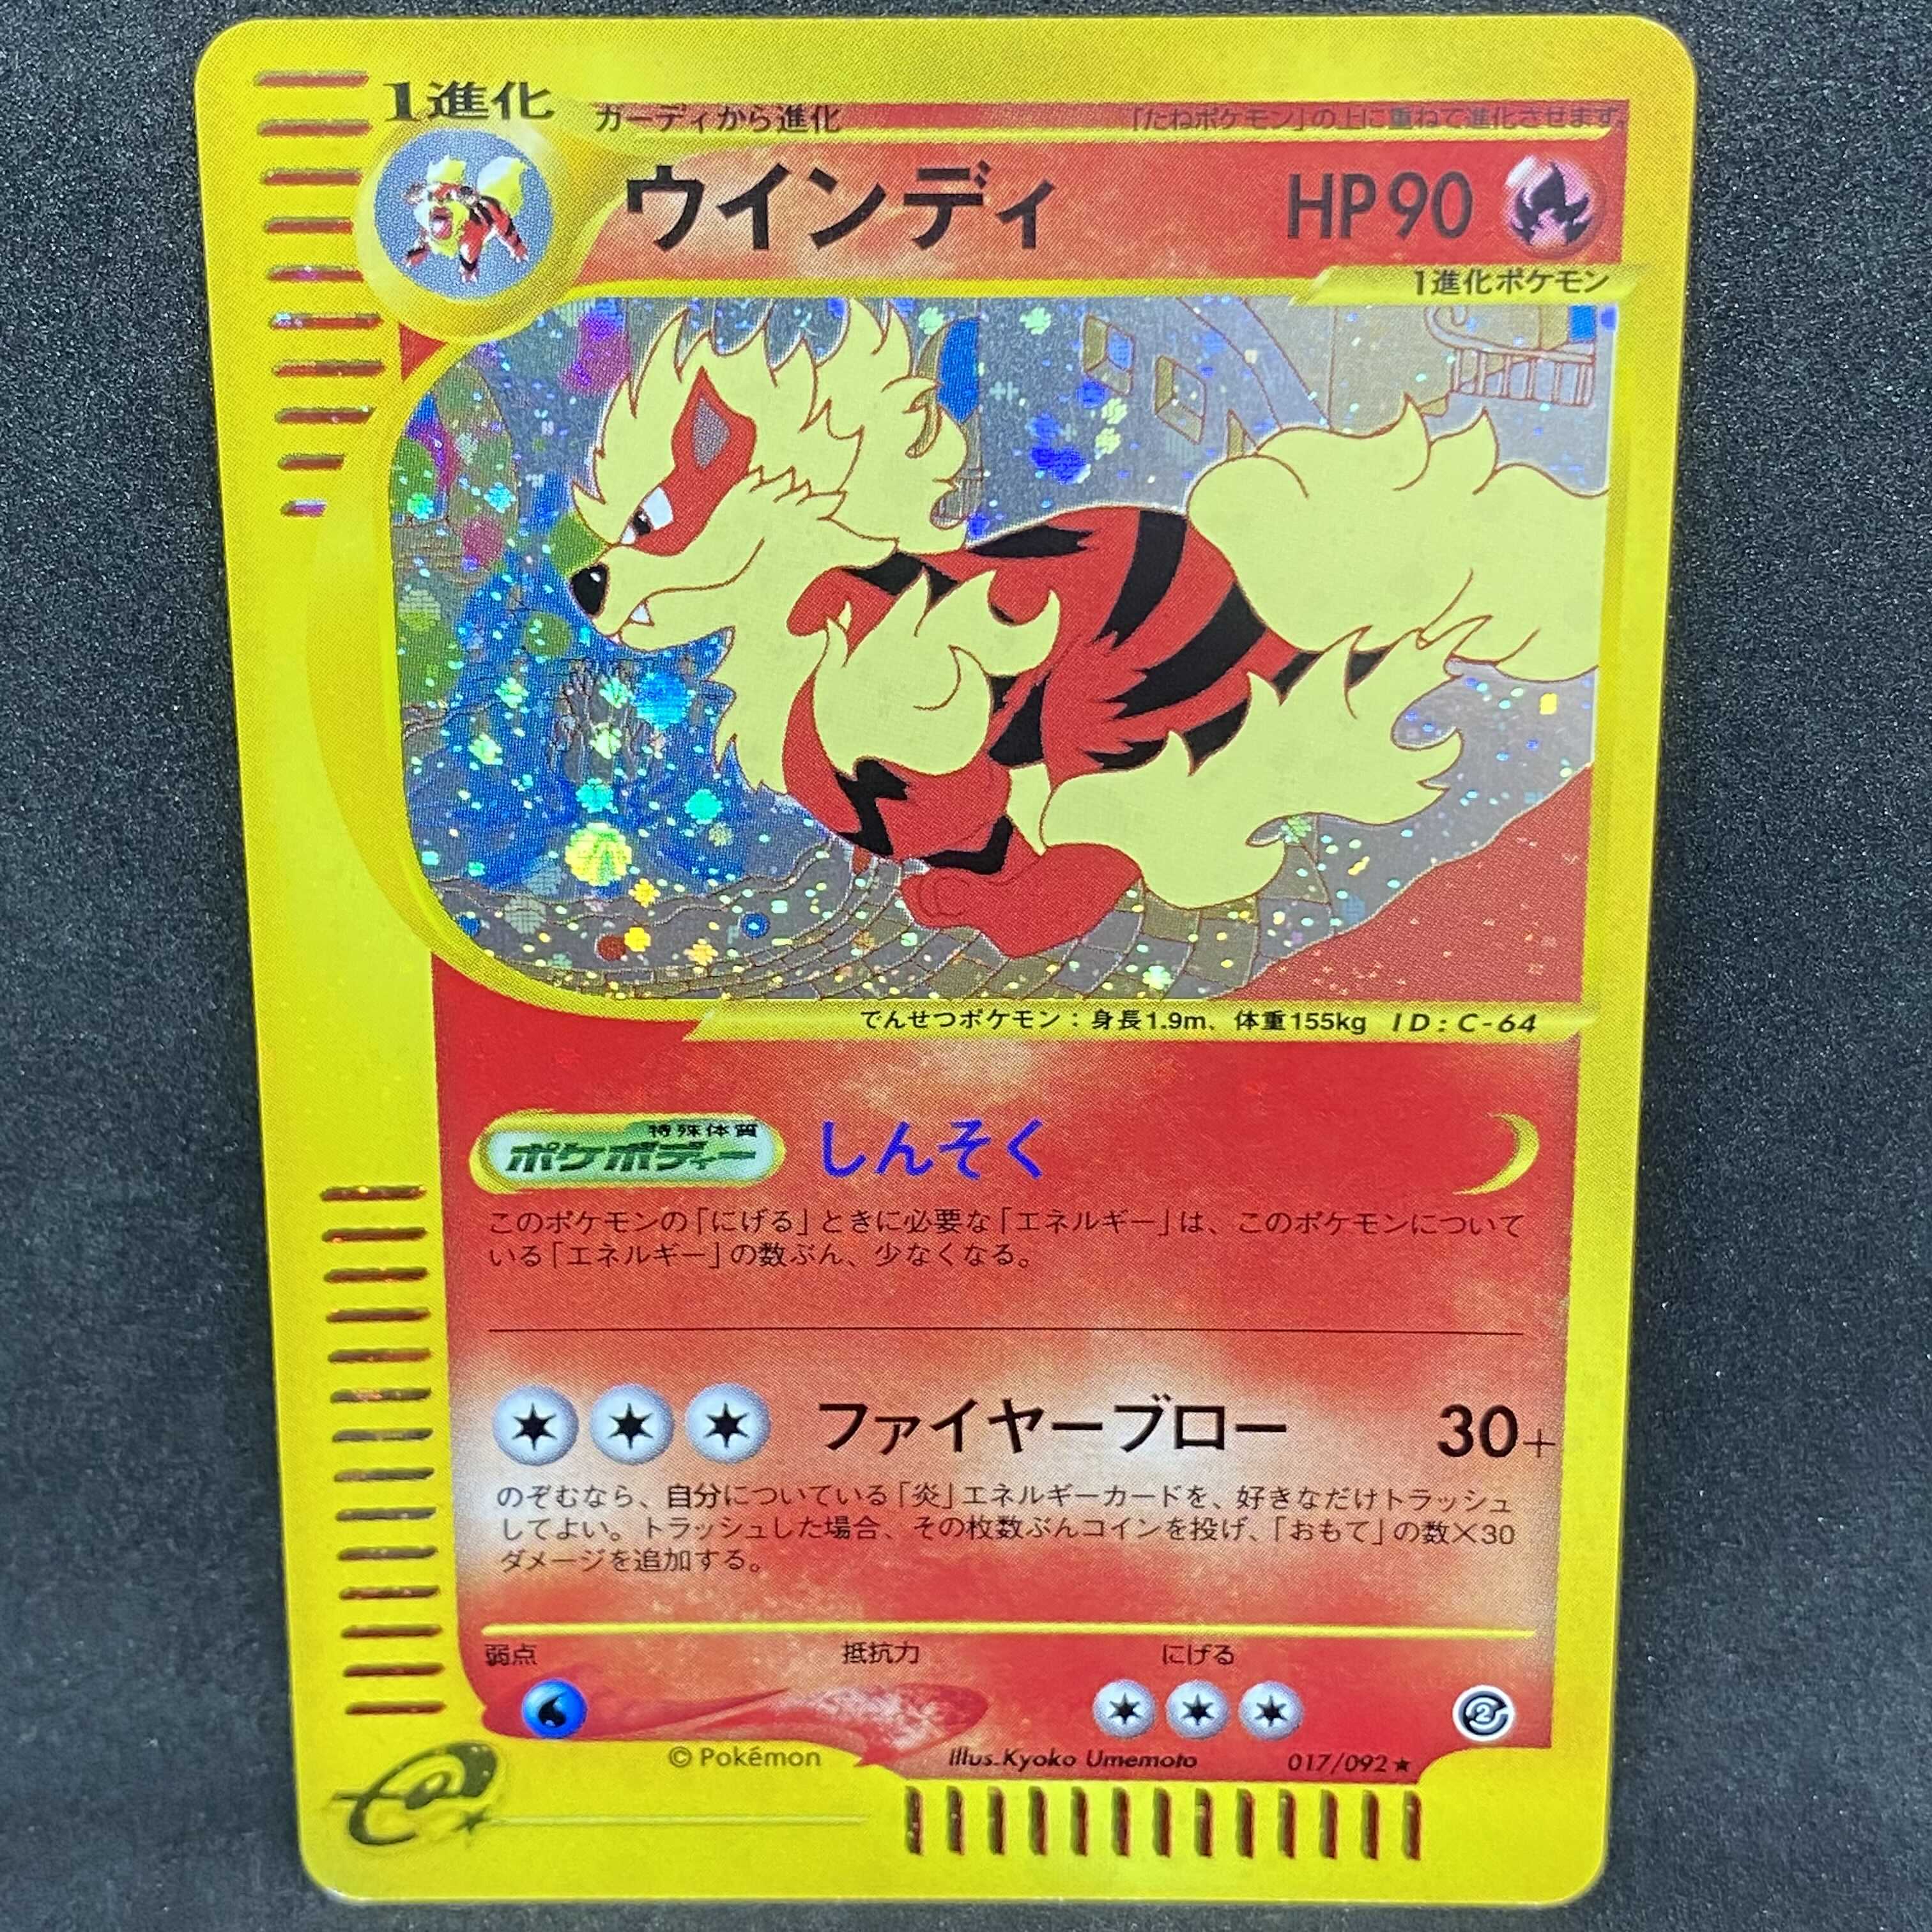 1進化
ガーディから進化
「たねポケモン」の上に重ねて進化させます
ウインディ HP90
1進化ポケモン
でんせつポケモン：身長1.9m、体重155kg ID：C-64
特殊体質
ポケボディー しんそく
このポケモンの「にげる」ときに必要な「エネルギー」は、このポケモンについて
いる「エネルギー」の数ぶん、少なくなる。
ファイヤーブロー 30+
のぞむなら、自分についている「炎」エネルギーカードを、好きなだけトラッシュ
してよい。トラッシュした場合、その枚数ぶんコインを投げ、「おもて」の数×30
ダメージを追加する。
弱点 抵抗力 にげる
2
© Pokémon Illus.Kyoko Umemoto 017/092★
e